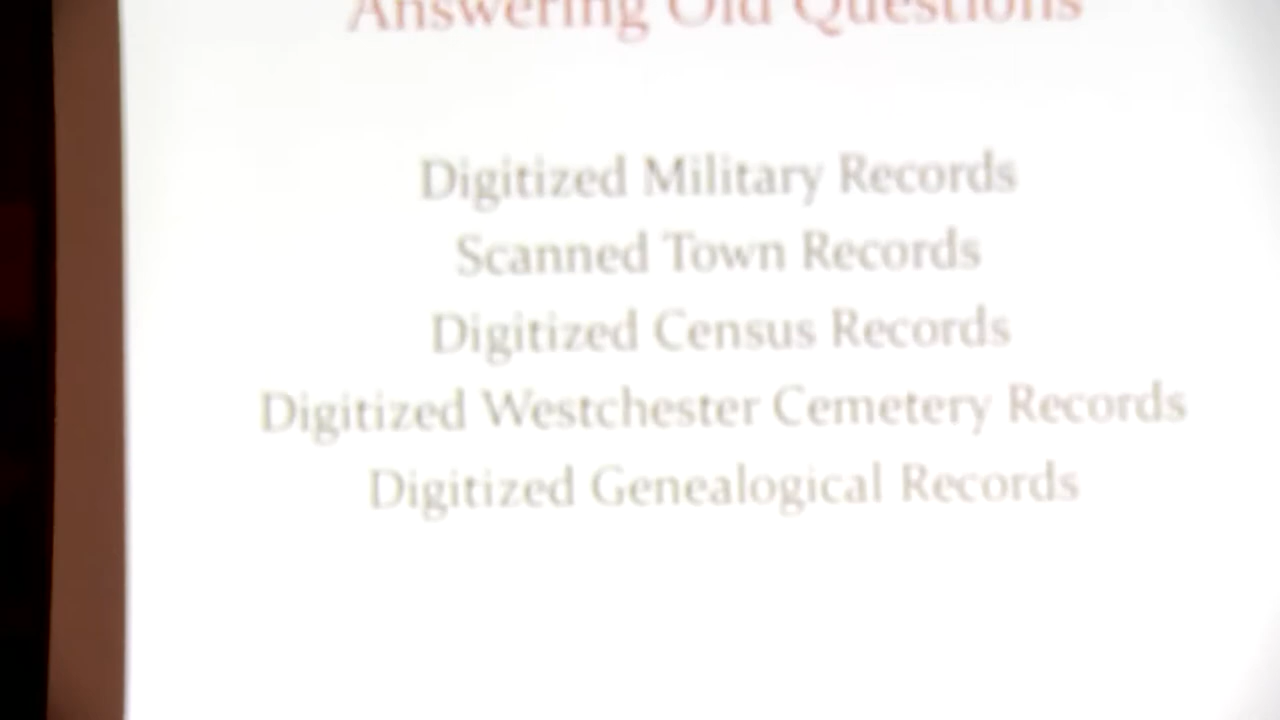 Answering Old Questions
Digitized Military Records
Scanned Town Records
Digitized Census Records
Digitized Westchester Cemetery Records
Digitized Genealogical Records